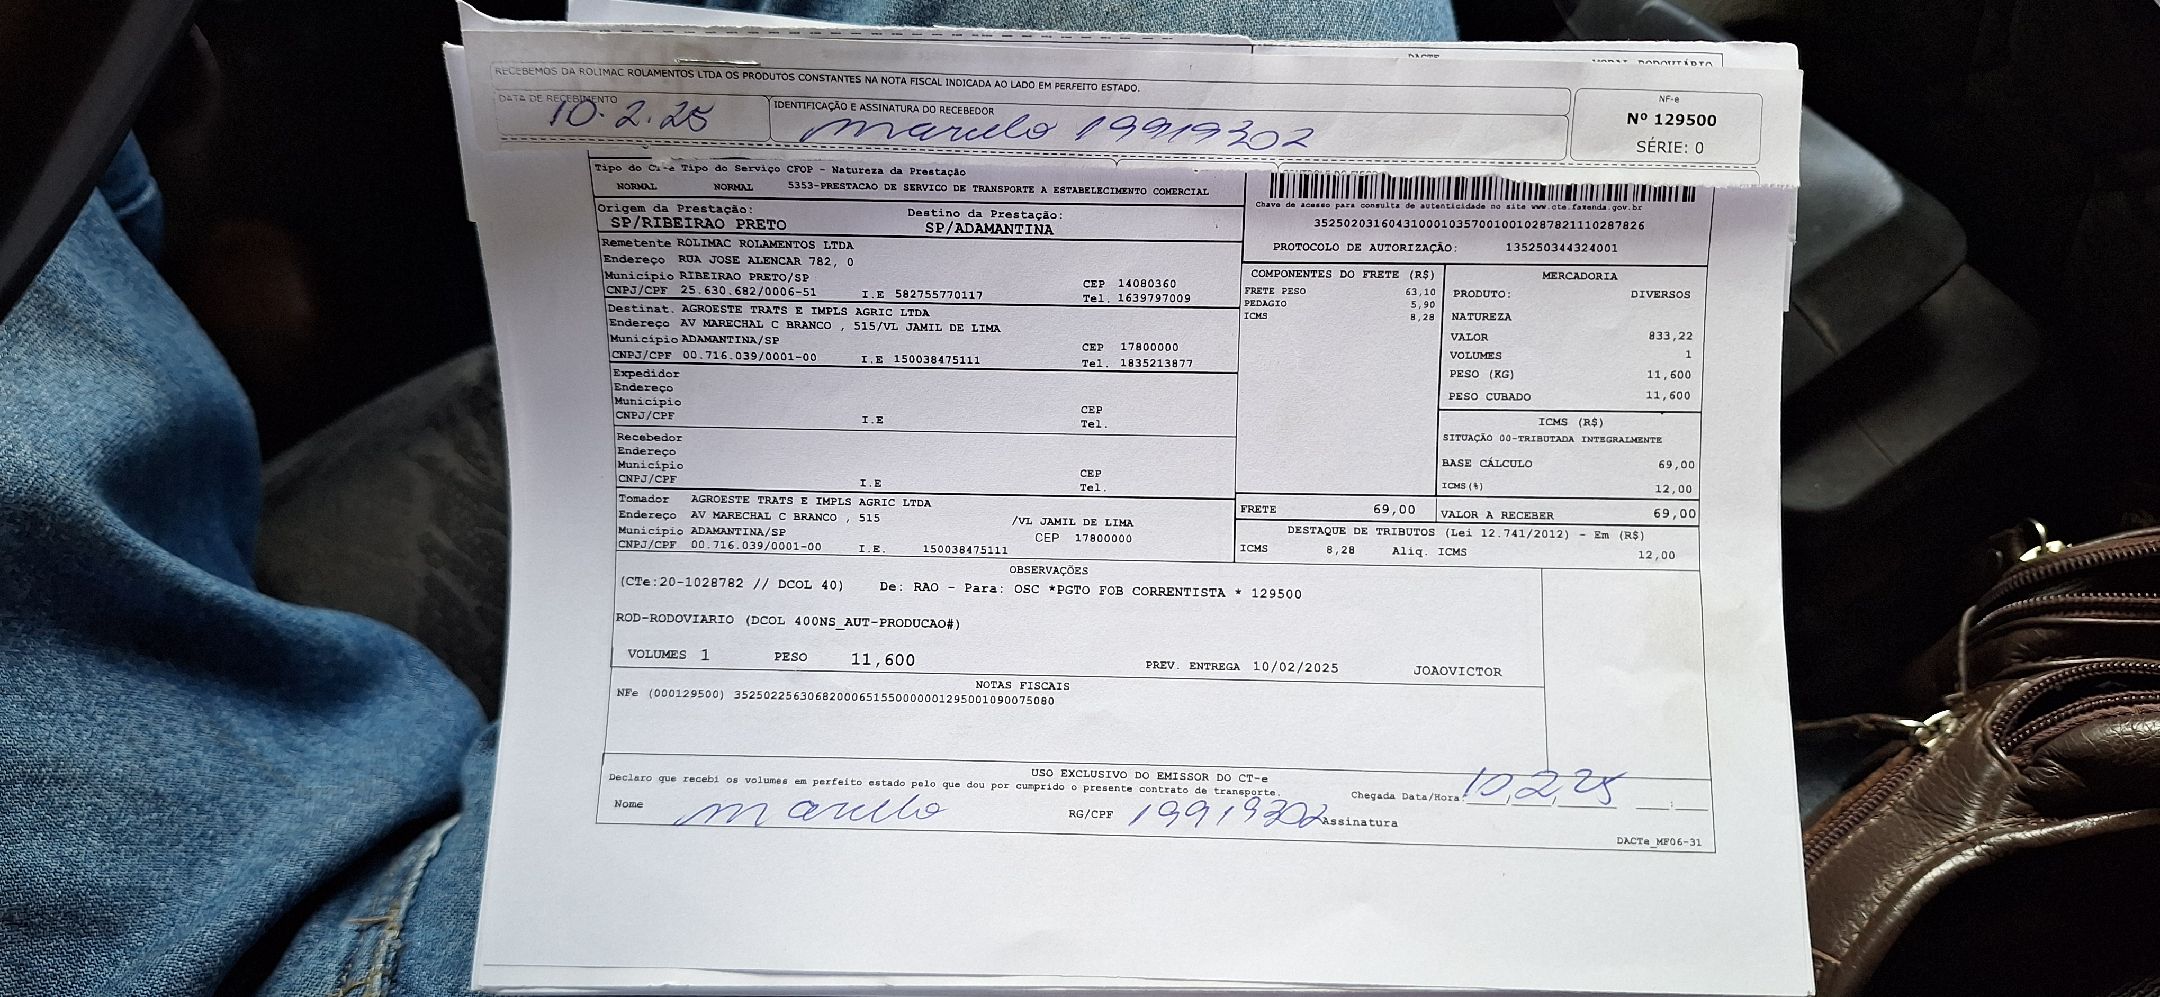 DACTE
MODAL RODOVIÁRIO
RECEBEMOS DA ROLIMAC ROLAMENTOS LTDA OS PRODUTOS CONSTANTES NA NOTA FISCAL INDICADA AO LADO EM PERFEITO ESTADO.
DATA DE RECEBIMENTO
10.2.25
IDENTIFICAÇÃO E ASSINATURA DO RECEBEDOR
Marcelo 19919302
NF-e
Nº 129500
SÉRIE: 0
Tipo do Ct-e Tipo do Serviço CFOP - Natureza da Prestação
NORMAL NORMAL 5353-PRESTACAO DE SERVICO DE TRANSPORTE A ESTABELECIMENTO COMERCIAL
Origem da Prestação: Destino da Prestação:
SP/RIBEIRAO PRETO SP/ADAMANTINA
Chave de acesso para consulta de autenticidade no site www.cte.fazenda.gov.br
35250203160431000103570010010287821110287826
PROTOCOLO DE AUTORIZAÇÃO: 135250344324001
Remetente ROLIMAC ROLAMENTOS LTDA
Endereço RUA JOSE ALENCAR 782, 0
Município RIBEIRAO PRETO/SP CEP 14080360
CNPJ/CPF 25.630.682/0006-51 I.E 582755770117 Tel. 1639797009
Destinat. AGROESTE TRATS E IMPLS AGRIC LTDA
Endereço AV MARECHAL C BRANCO , 515/VL JAMIL DE LIMA
Município ADAMANTINA/SP CEP 17800000
CNPJ/CPF 00.716.039/0001-00 I.E 150038475111 Tel. 1835213877
Expedidor
Endereço
Município CEP
CNPJ/CPF I.E Tel.
Recebedor
Endereço
Município CEP
CNPJ/CPF I.E Tel.
Tomador AGROESTE TRATS E IMPLS AGRIC LTDA
Endereço AV MARECHAL C BRANCO , 515 /VL JAMIL DE LIMA
Município ADAMANTINA/SP CEP 17800000
CNPJ/CPF 00.716.039/0001-00 I.E. 150038475111
COMPONENTES DO FRETE (R$)
FRETE PESO 63,10
PEDAGIO 5,90
ICMS 8,28
MERCADORIA
PRODUTO: DIVERSOS
NATUREZA
VALOR 833,22
VOLUMES 1
PESO (KG) 11,600
PESO CUBADO 11,600
ICMS (R$)
SITUAÇÃO 00-TRIBUTADA INTEGRALMENTE
BASE CÁLCULO 69,00
ICMS(%) 12,00
FRETE 69,00 VALOR A RECEBER 69,00
DESTAQUE DE TRIBUTOS (Lei 12.741/2012) - Em (R$)
ICMS 8,28 Aliq. ICMS 12,00
OBSERVAÇÕES
(CTe:20-1028782 // DCOL 40) De: RAO - Para: OSC *PGTO FOB CORRENTISTA * 129500
ROD-RODOVIARIO (DCOL 400NS_AUT-PRODUCAO#)
VOLUMES 1 PESO 11,600 PREV. ENTREGA 10/02/2025 JOAOVICTOR
NOTAS FISCAIS
NFe (000129500) 35250225630682000651550000001295001090075080
USO EXCLUSIVO DO EMISSOR DO CT-e
Declaro que recebi os volumes em perfeito estado pelo que dou por cumprido o presente contrato de transporte. Chegada Data/Hora: 10,2,25
Nome Marcelo RG/CPF 19919302 Assinatura
DACTe_MF06-31